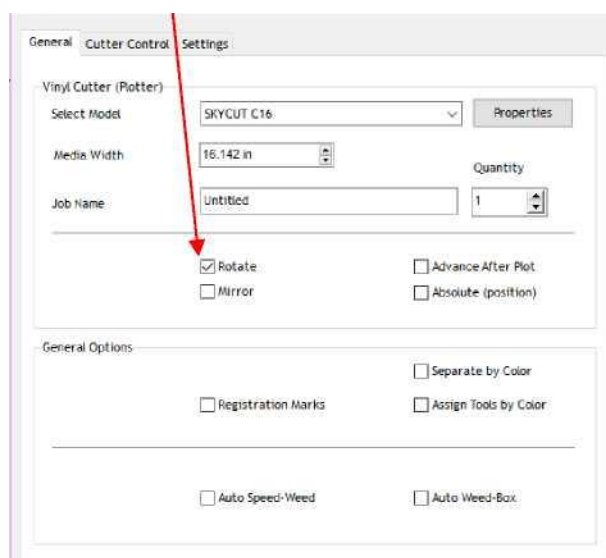 General Cutter Control Settings
Vinyl Cutter (Plotter)
Select Model SKYCUT C16 Properties
Media Width 16.142 in
Quantity
Job Name Untitled 1
Rotate Advance After Plot
Mirror Absolute (position)
General Options
Separate by Color
Registration Marks Assign Tools by Color
Auto Speed-Weed Auto Weed-Box